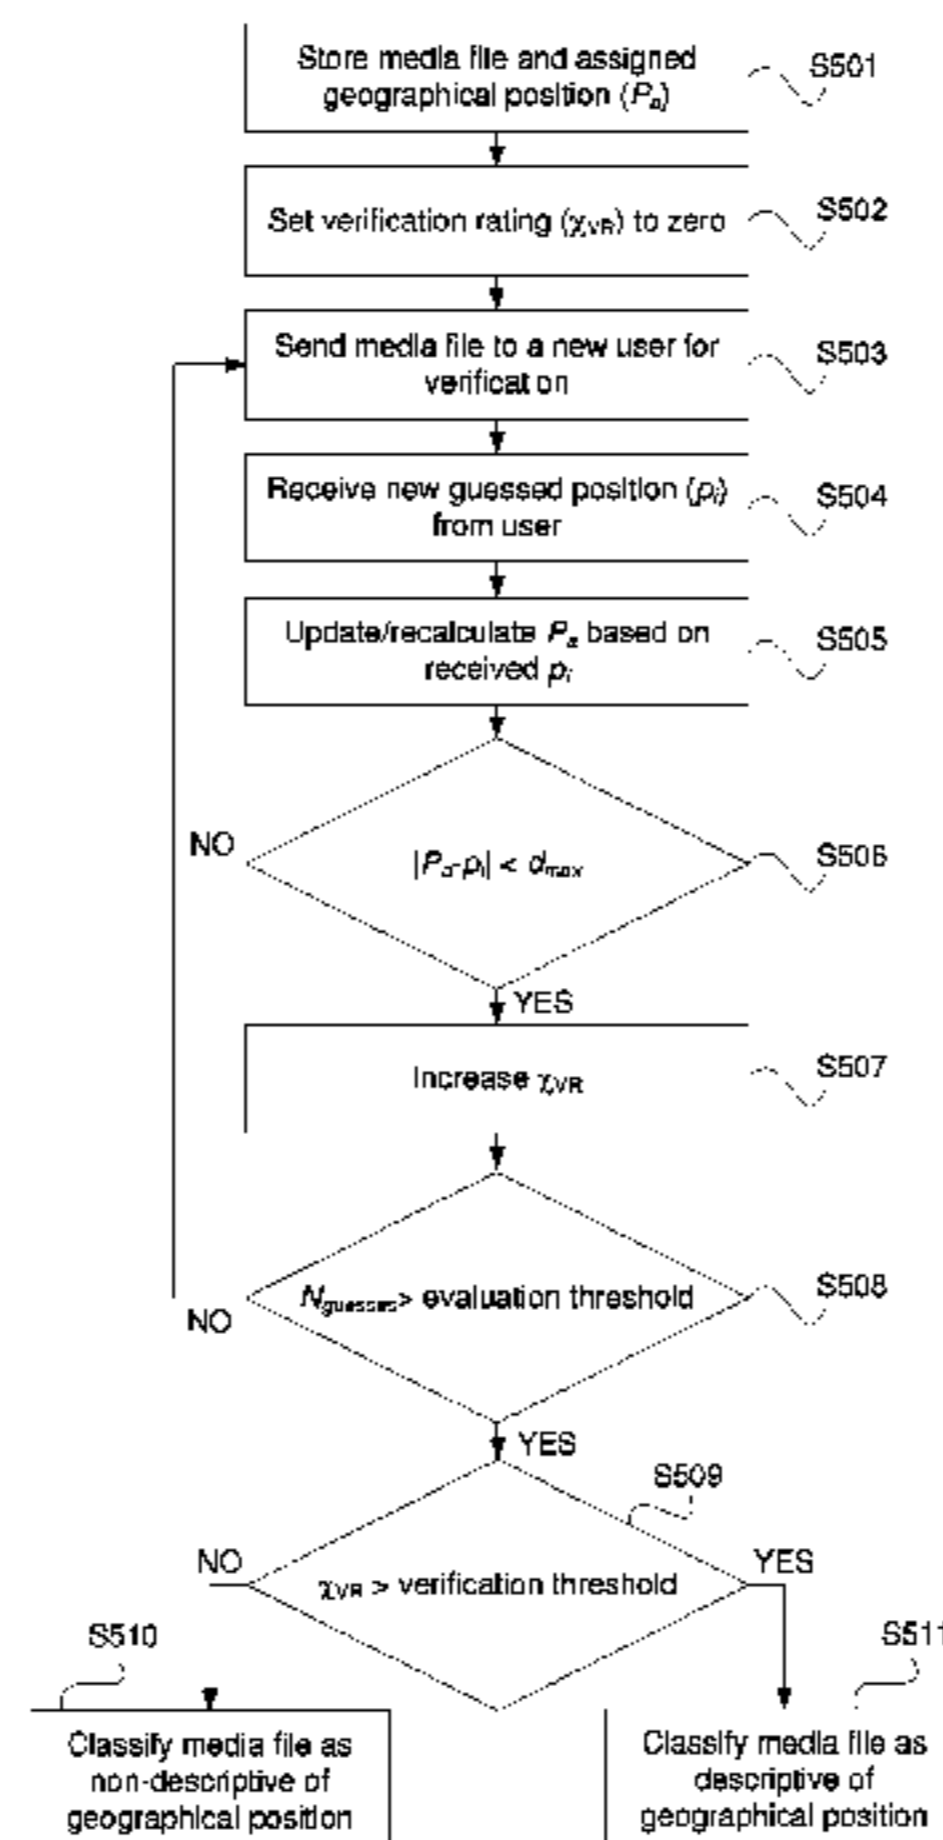 Store media file and assigned
geographical position (Pa)
S501
Set verification rating (χVR) to zero
S502
Send media file to a new user for
verification
S503
Receive new guessed position (pi)
from user
S504
Update/recalculate Pa based on
received pi
S505
NO
|Pa-pi| < dmax
S506
YES
Increase χVR
S507
Nguesses> evaluation threshold
S508
NO
YES
S509
NO
χVR > verification threshold
YES
S510
S511
Classify media file as
non-descriptive of
geographical position
Classify media file as
descriptive of
geographical position